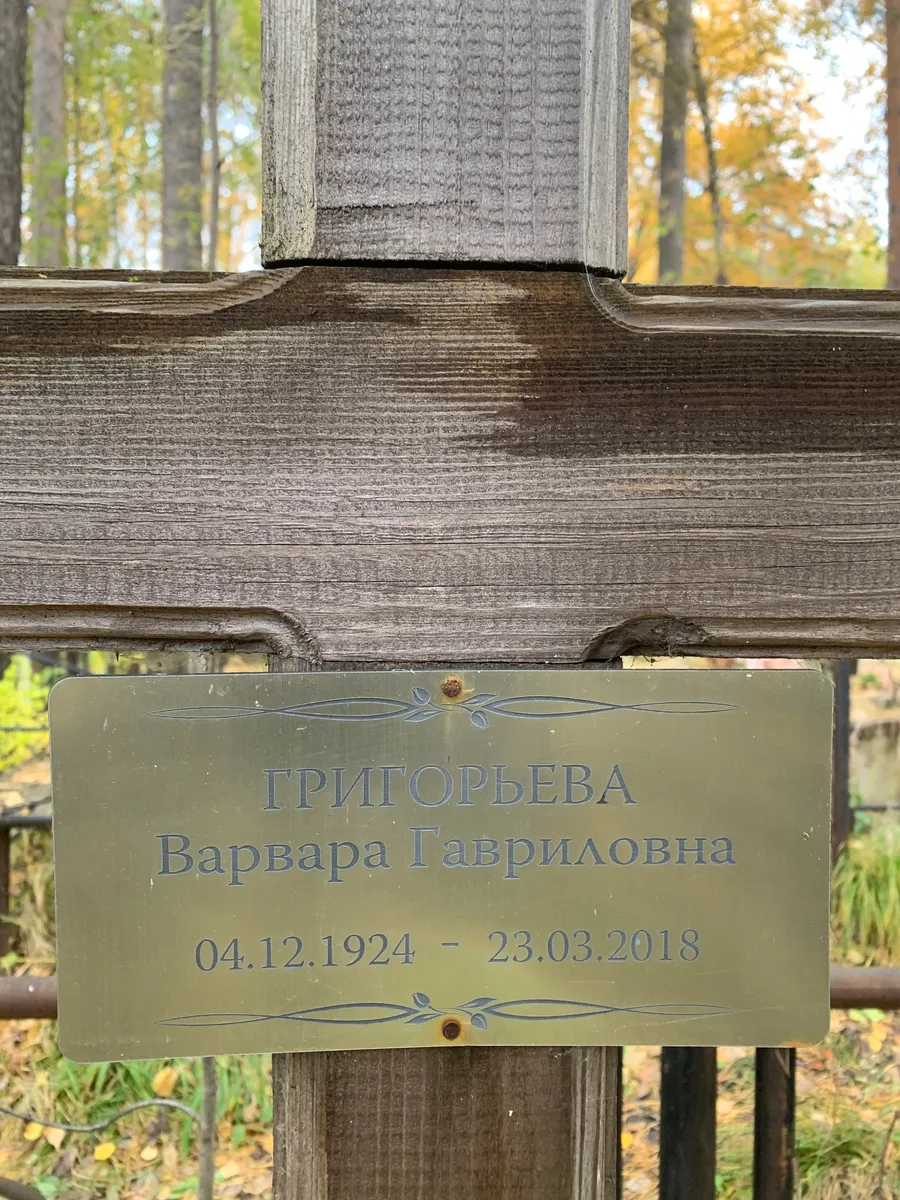 ГРИГОРЬЕВА
Варвара Гавриловна
04.12.1924 - 23.03.2018